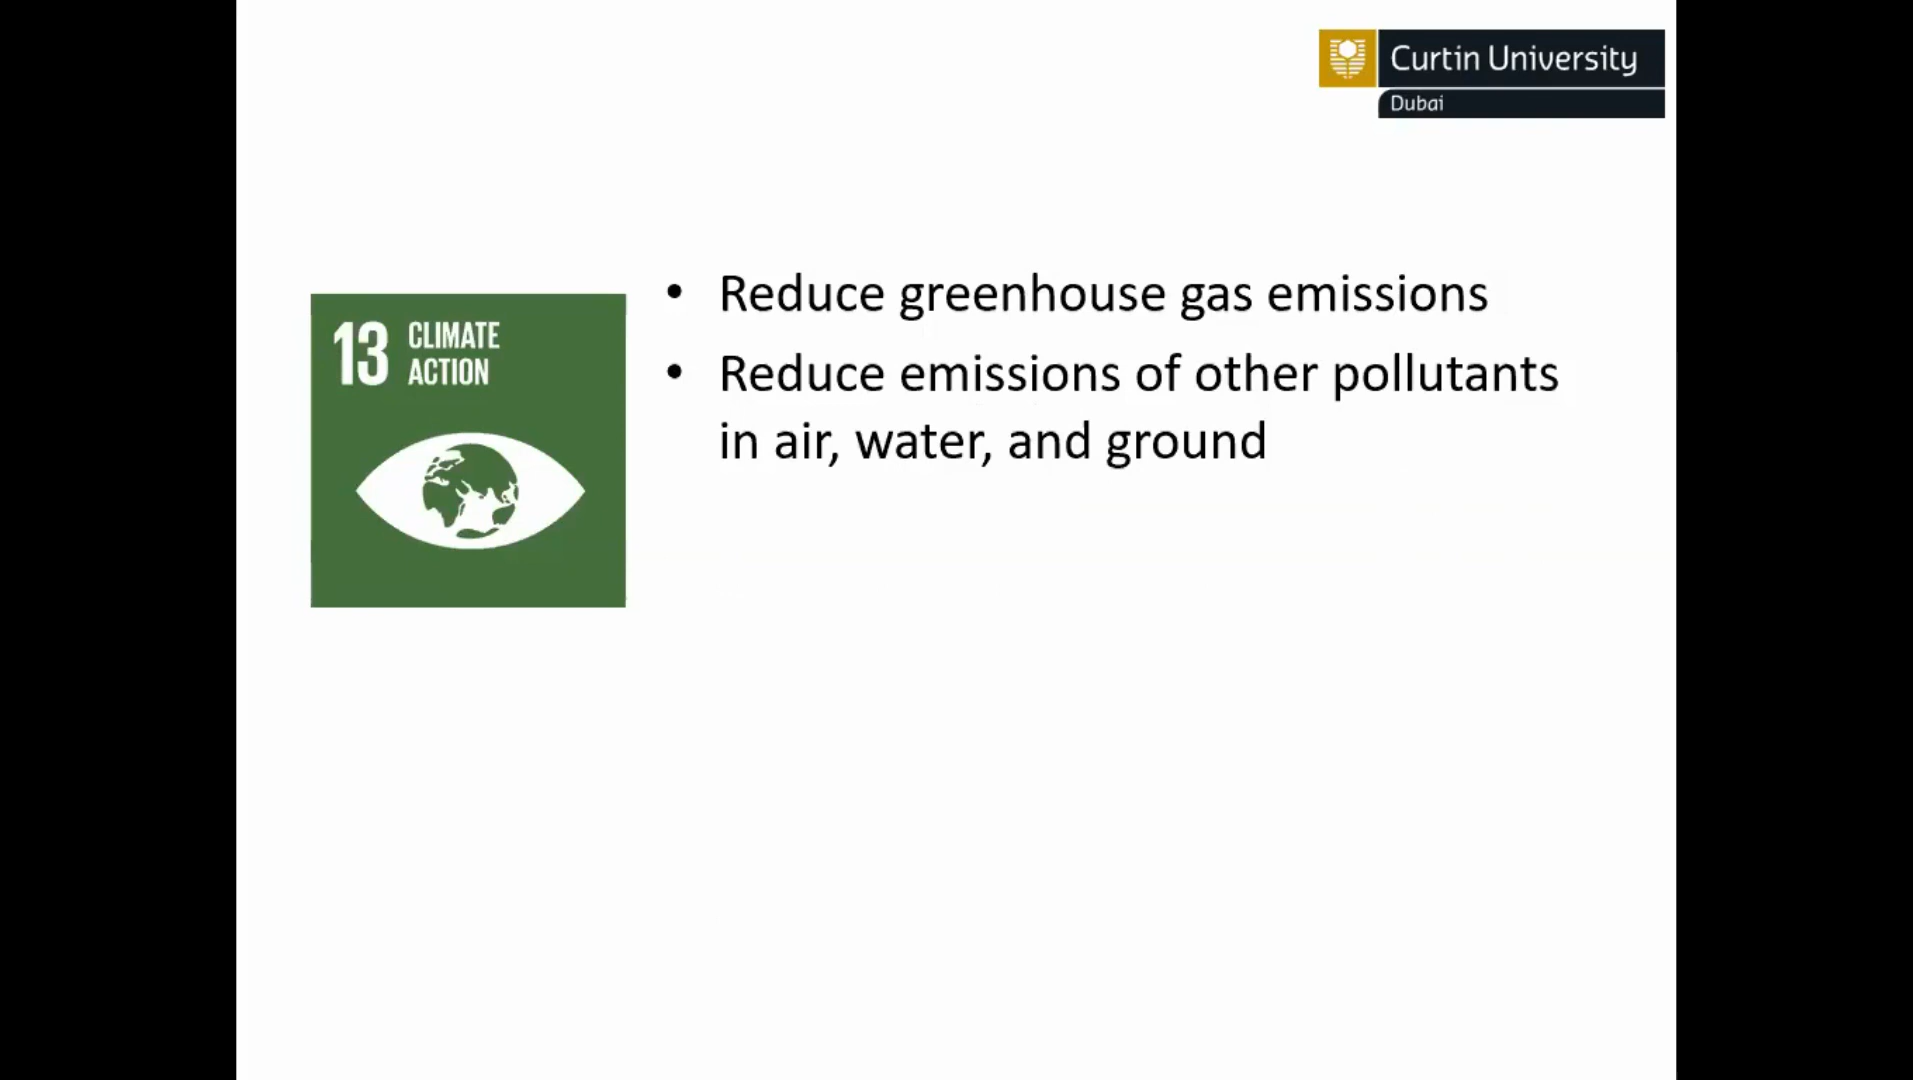 Curtin University
Dubai
13 CLIMATE
ACTION
• Reduce greenhouse gas emissions
• Reduce emissions of other pollutants
in air, water, and ground